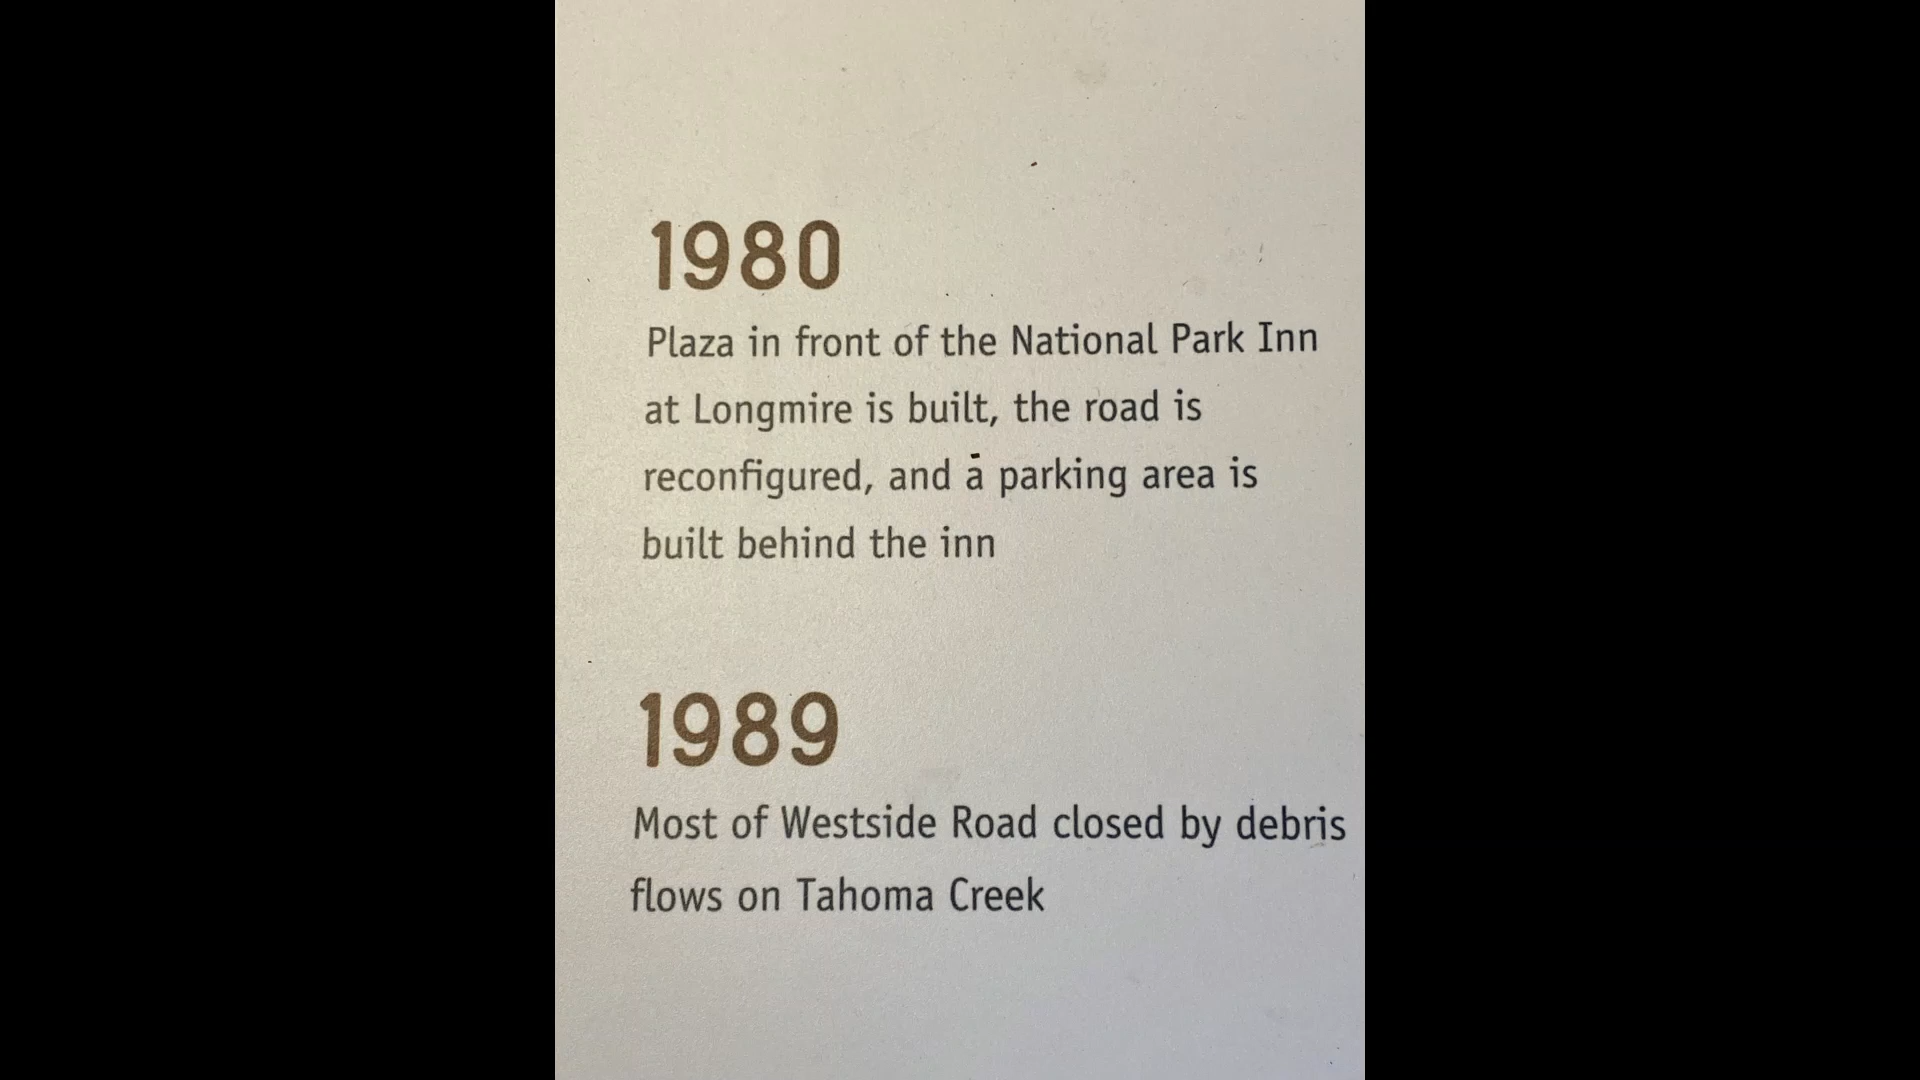 1980
Plaza in front of the National Park Inn
at Longmire is built, the road is
reconfigured, and a parking area is
built behind the inn
1989
Most of Westside Road closed by debris
flows on Tahoma Creek